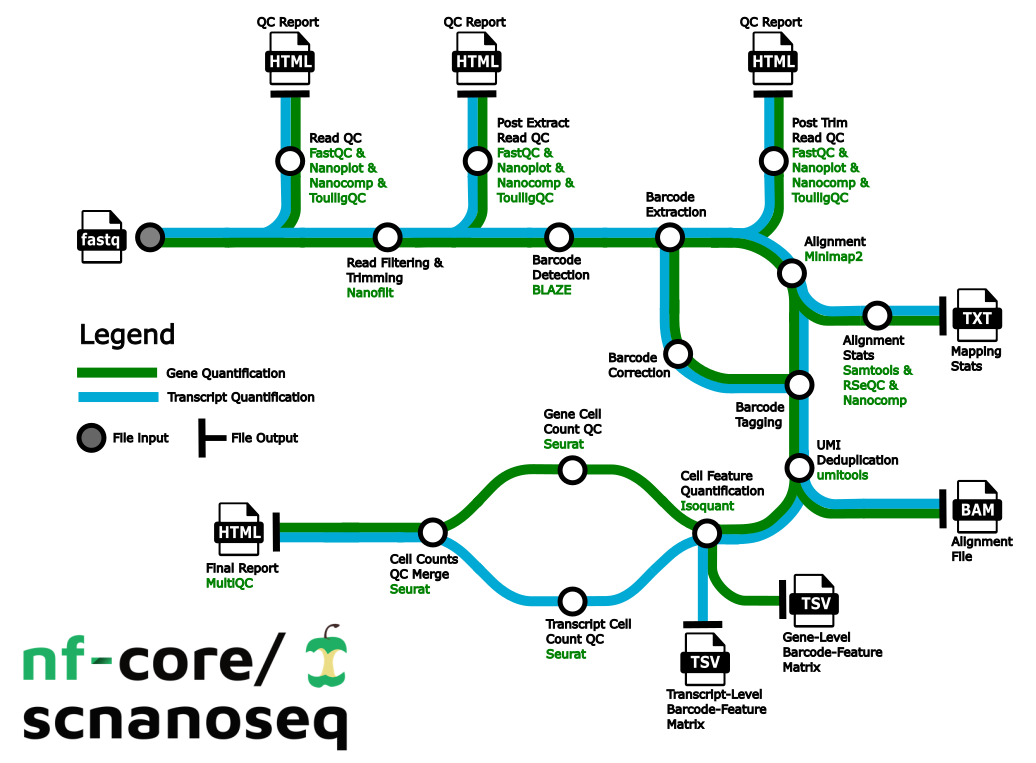 QC Report
HTML
QC Report
HTML
QC Report
HTML
Read QC
FastQC &
Nanoplot &
Nanocomp &
ToulligQC
Post Extract
Read QC
FastQC &
Nanoplot &
Nanocomp &
ToulligQC
Post Trim
Read QC
FastQC &
Nanoplot &
Nanocomp &
ToulligQC
fastq
Read Filtering &
Trimming
Nanofilt
Barcode
Detection
BLAZE
Barcode
Extraction
Alignment
Minimap2
TXT
Mapping
Stats
Alignment
Stats
Samtools &
RSeQC &
Nanocomp
Barcode
Correction
Barcode
Tagging
Legend
Gene Quantification
Transcript Quantification
File Input
File Output
Gene Cell
Count QC
Seurat
UMI
Deduplication
umitools
Cell Feature
Quantification
Isoquant
BAM
Alignment
File
HTML
Final Report
MultiQC
Cell Counts
QC Merge
Seurat
Transcript Cell
Count QC
Seurat
TSV
Gene-Level
Barcode-Feature
Matrix
TSV
Transcript-Level
Barcode-Feature
Matrix
nf-core/
scnanoseq